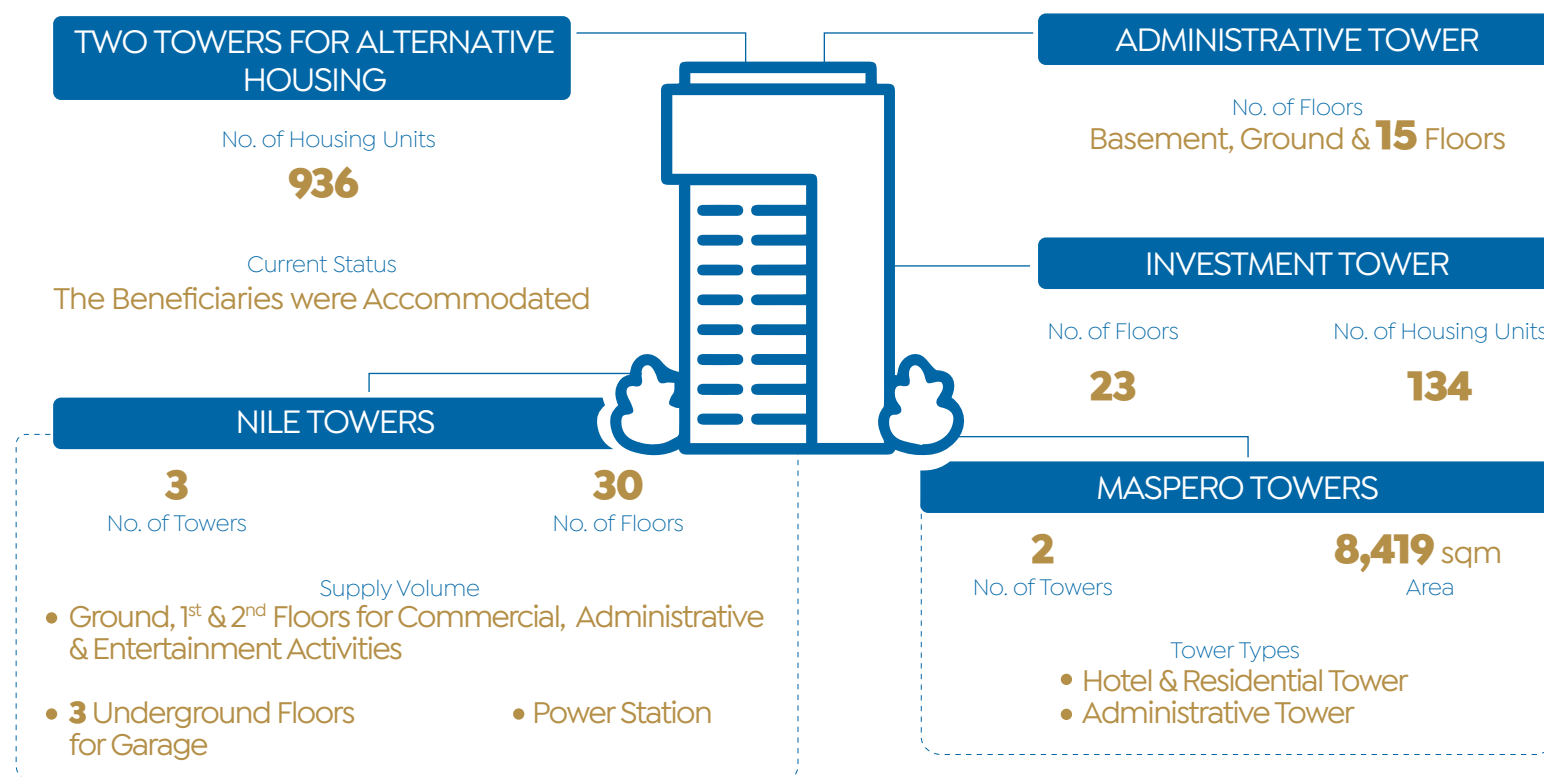 TWO TOWERS FOR ALTERNATIVE
HOUSING
No. of Housing Units
936
Current Status
The Beneficiaries were Accommodated
ADMINISTRATIVE TOWER
No. of Floors
Basement, Ground & 15 Floors
INVESTMENT TOWER
No. of Floors
23
No. of Housing Units
134
NILE TOWERS
3
No. of Towers
30
No. of Floors
Supply Volume
• Ground, 1st & 2nd Floors for Commercial, Administrative
& Entertainment Activities
• 3 Underground Floors
for Garage
• Power Station
MASPERO TOWERS
2
No. of Towers
8,419 sqm
Area
Tower Types
• Hotel & Residential Tower
• Administrative Tower